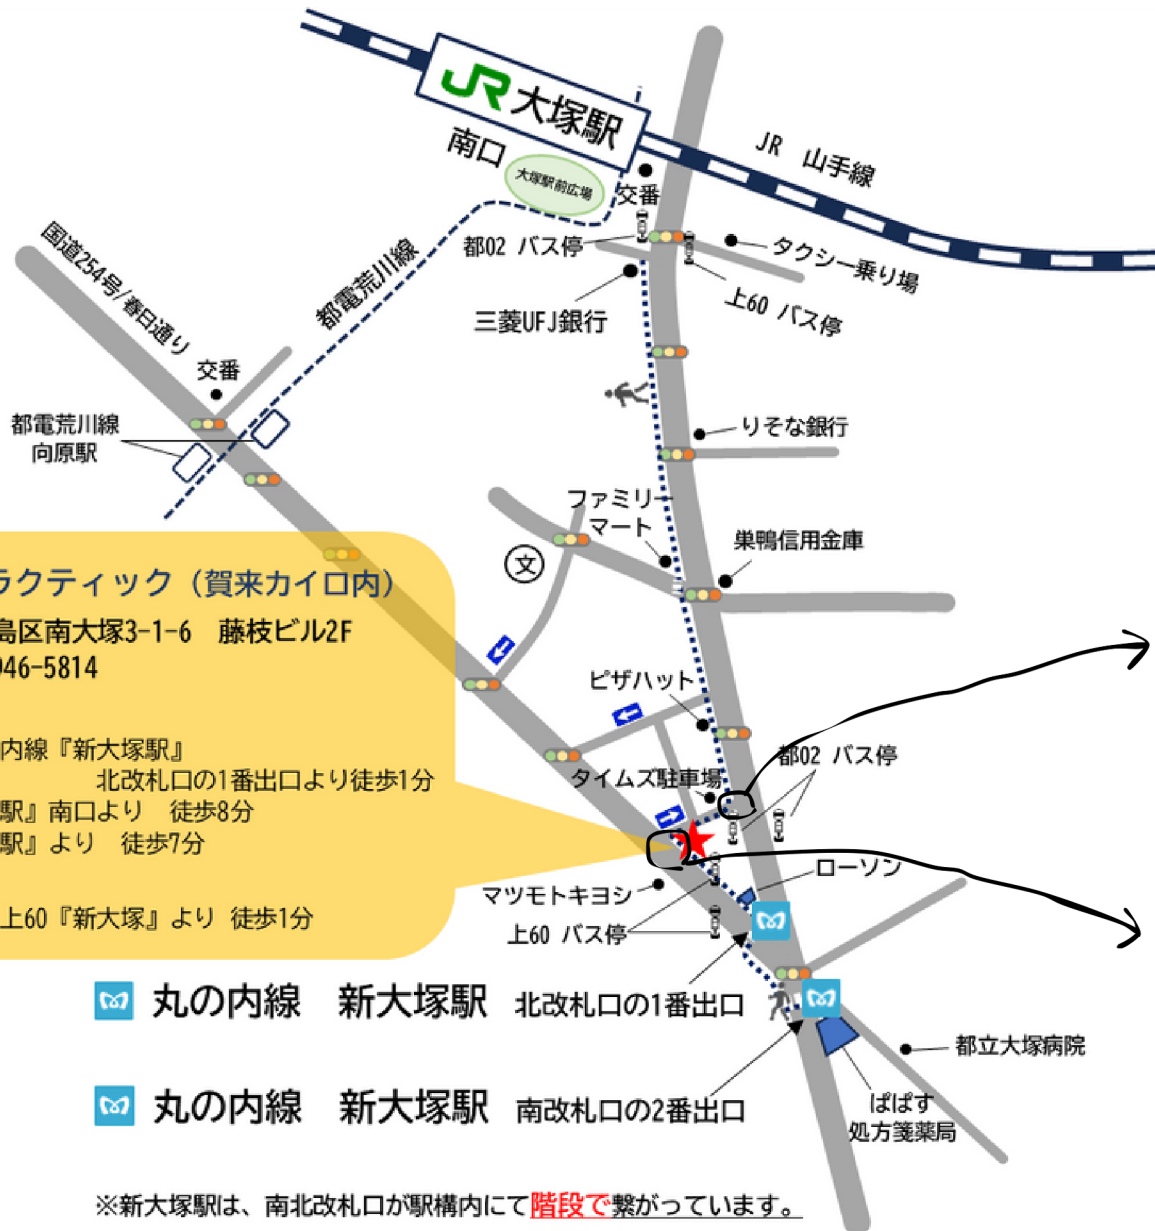 JR 大塚駅
南口
大塚駅前広場
交番
JR 山手線
国道254号/春日通り
都電荒川線
都02 バス停
タクシー乗り場
上60 バス停
三菱UFJ銀行
交番
都電荒川線
向原駅
りそな銀行
ファミリー
マート
巣鴨信用金庫
文
ラクティック（賀来カイロ内）
島区南大塚3-1-6 藤枝ビル2F
946-5814
ピザハット
内線『新大塚駅』
北改札口の1番出口より徒歩1分
駅』南口より 徒歩8分
駅』より 徒歩7分
上60『新大塚』より 徒歩1分
タイムズ駐車場
都02 バス停
ローソン
マツモトキヨシ
上60 バス停
丸の内線 新大塚駅 北改札口の1番出口
都立大塚病院
丸の内線 新大塚駅 南改札口の2番出口
ぱぱす
処方箋薬局
※新大塚駅は、南北改札口が駅構内にて階段で繋がっています。